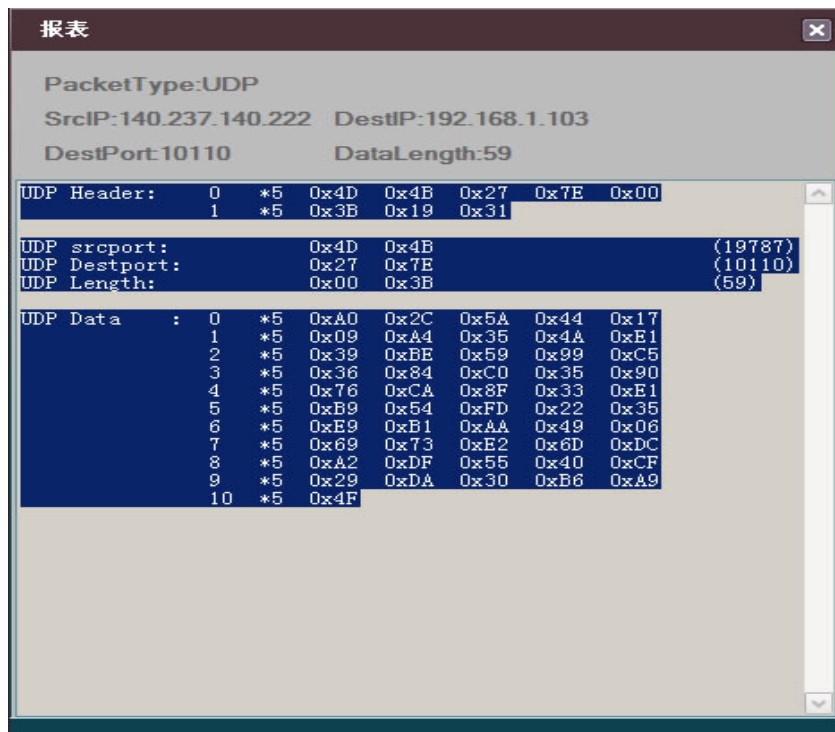 报表
PacketType:UDP
SrcIP:140.237.140.222 DestIP:192.168.1.103
DestPort:10110 DataLength:59
UDP Header: 0 *5 0x4D 0x4B 0x27 0x7E 0x00
1 *5 0x3B 0x19 0x31
UDP srcport: 0x4D 0x4B (19787)
UDP Destport: 0x27 0x7E (10110)
UDP Length: 0x00 0x3B (59)
UDP Data : 0 *5 0xA0 0x2C 0x5A 0x44 0x17
1 *5 0x09 0xA4 0x35 0x4A 0xE1
2 *5 0x39 0xBE 0x59 0x99 0xC5
3 *5 0x36 0x84 0xC0 0x35 0x90
4 *5 0x76 0xCA 0x8F 0x33 0xE1
5 *5 0xB9 0x54 0xFD 0x22 0x35
6 *5 0xE9 0xB1 0xAA 0x49 0x06
7 *5 0x69 0x73 0xE2 0x6D 0xDC
8 *5 0xA2 0xDF 0x55 0x40 0xCF
9 *5 0x29 0xDA 0x30 0xB6 0xA9
10 *5 0x4F